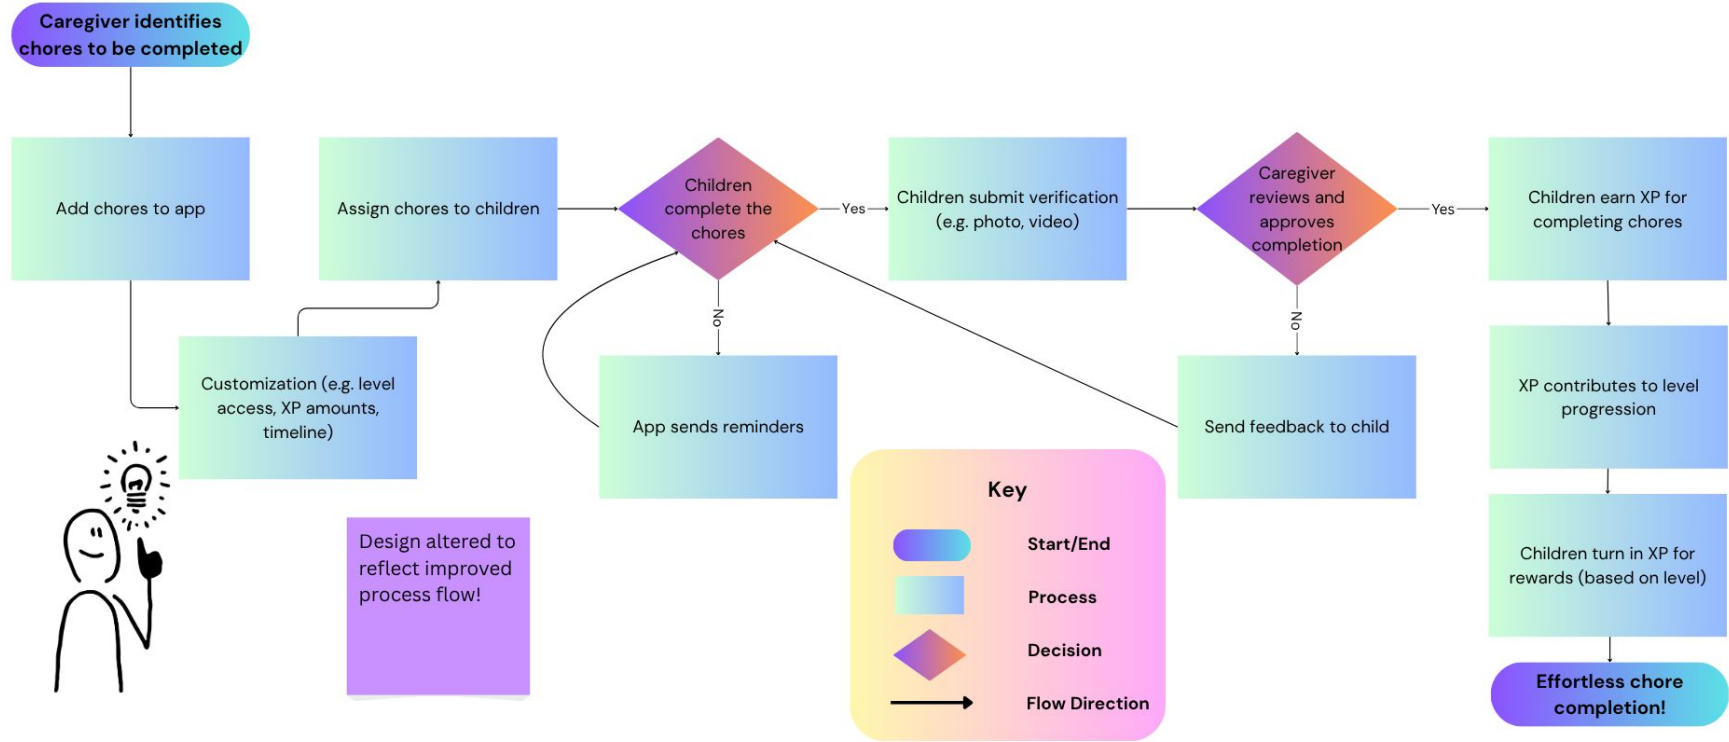 Caregiver identifies
chores to be completed
Add chores to app
Customization (e.g. level
access, XP amounts,
timeline)
Assign chores to children
Children
complete the
chores
Yes
No
App sends reminders
Children submit verification
(e.g. photo, video)
Caregiver
reviews and
approves
completion
Yes
No
Send feedback to child
Children earn XP for
completing chores
XP contributes to level
progression
Children turn in XP for
rewards (based on level)
Effortless chore
completion!
Design altered to
reflect improved
process flow!
Key
Start/End
Process
Decision
Flow Direction